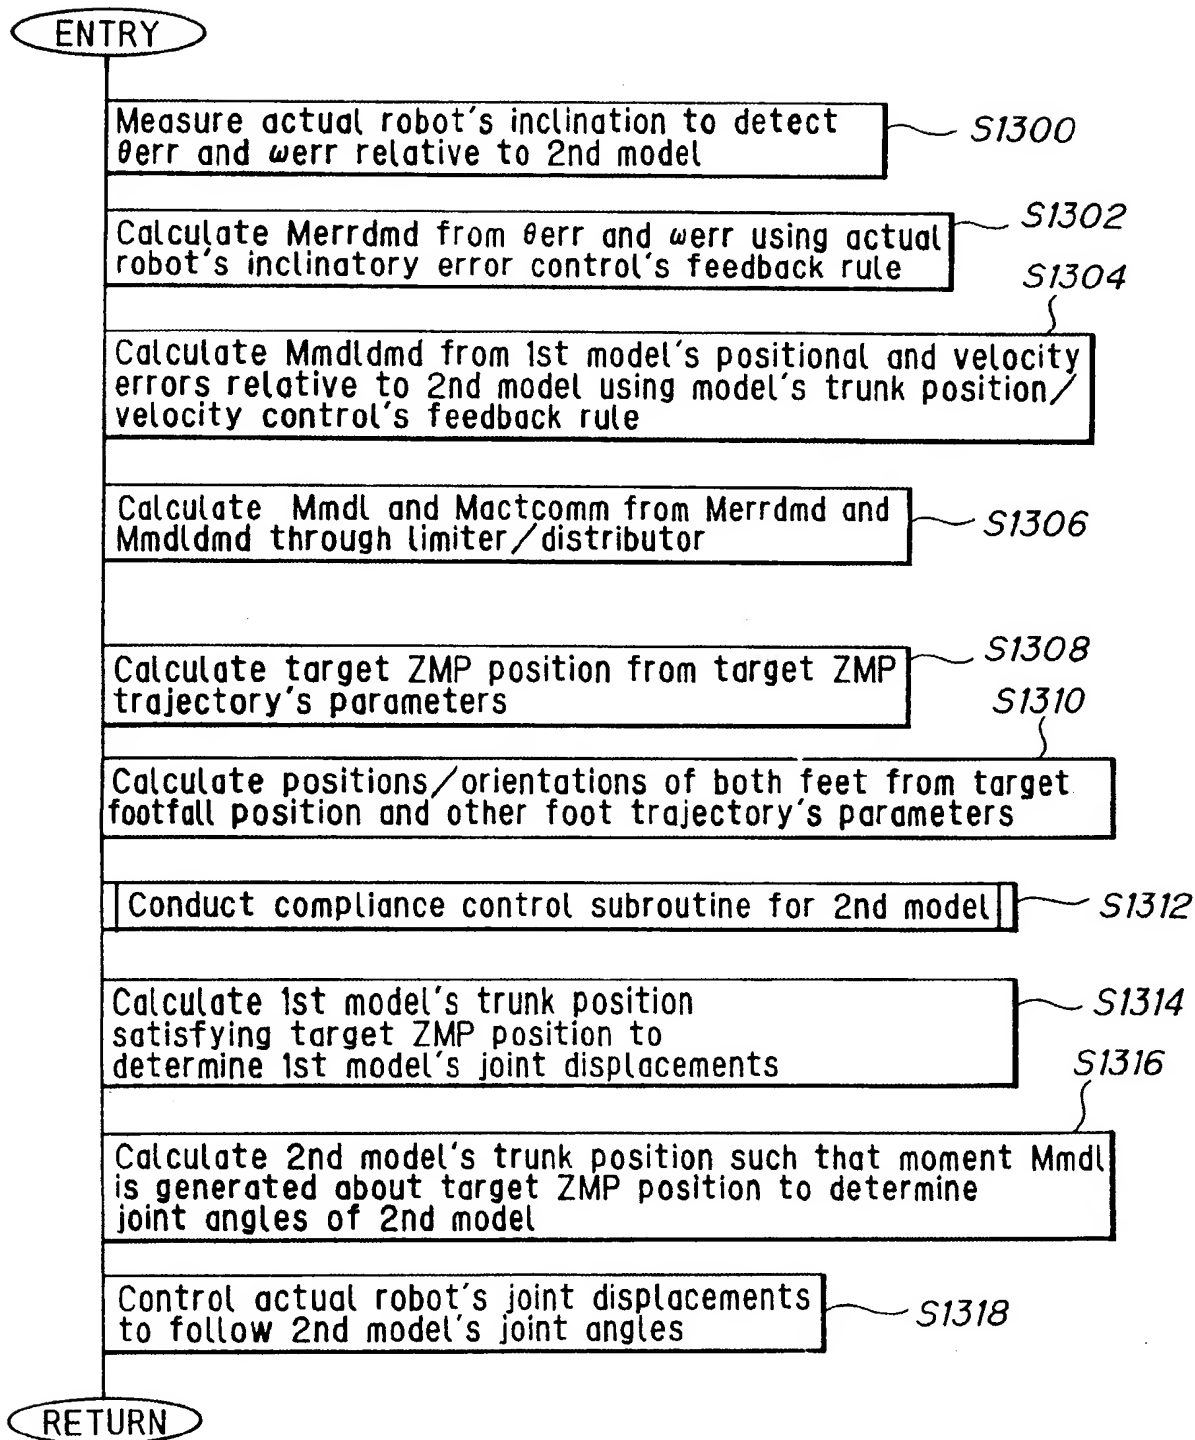 ENTRY
Measure actual robot's inclination to detect
θerr and ωerr relative to 2nd model
S1300
Calculate Merrdmd from θerr and ωerr using actual
robot's inclinatory error control's feedback rule
S1302
S1304
Calculate Mmdldmd from 1st model's positional and velocity
errors relative to 2nd model using model's trunk position/
velocity control's feedback rule
Calculate Mmdl and Mactcomm from Merrdmd and
Mmdldmd through limiter/distributor
S1306
Calculate target ZMP position from target ZMP
trajectory's parameters
S1308
S1310
Calculate positions/orientations of both feet from target
footfall position and other foot trajectory's parameters
Conduct compliance control subroutine for 2nd model
S1312
Calculate 1st model's trunk position
satisfying target ZMP position to
determine 1st model's joint displacements
S1314
S1316
Calculate 2nd model's trunk position such that moment Mmdl
is generated about target ZMP position to determine
joint angles of 2nd model
Control actual robot's joint displacements
to follow 2nd model's joint angles
S1318
RETURN